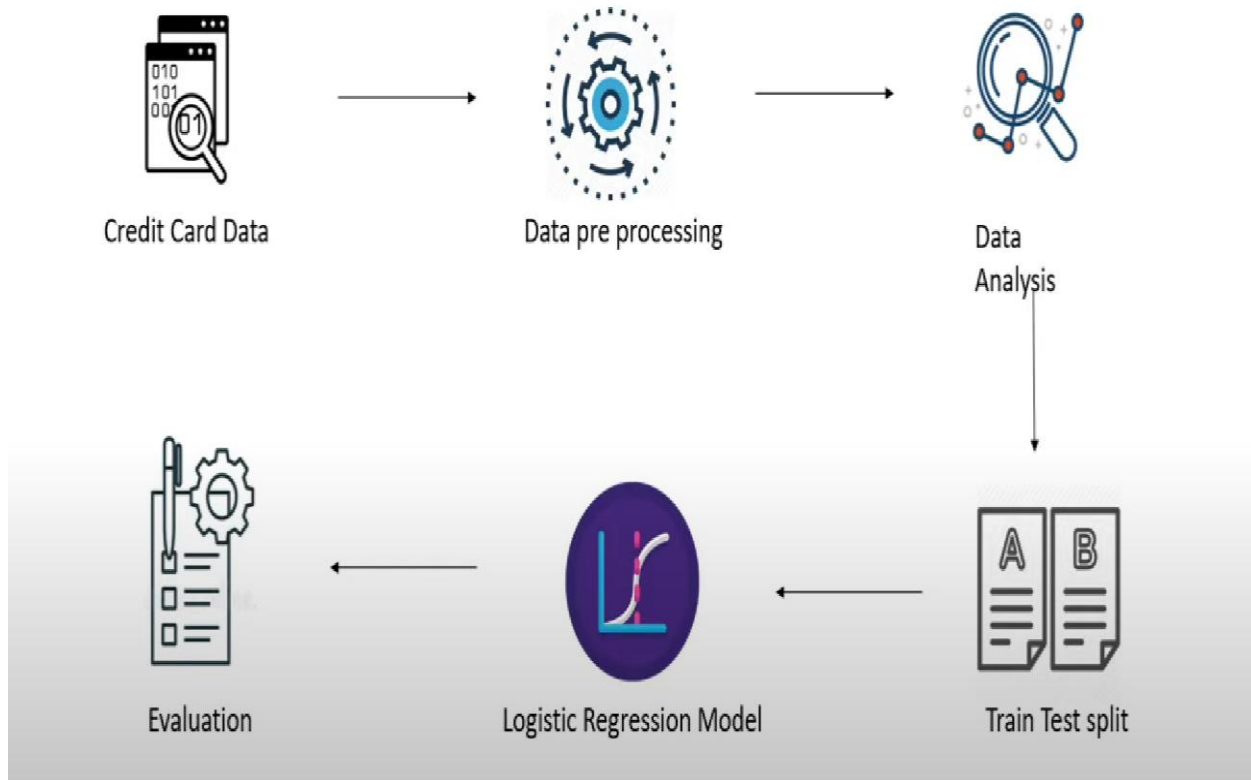 010
101
00
01
Credit Card Data
Data pre processing
Data
Analysis
A
B
Train Test split
Logistic Regression Model
Evaluation